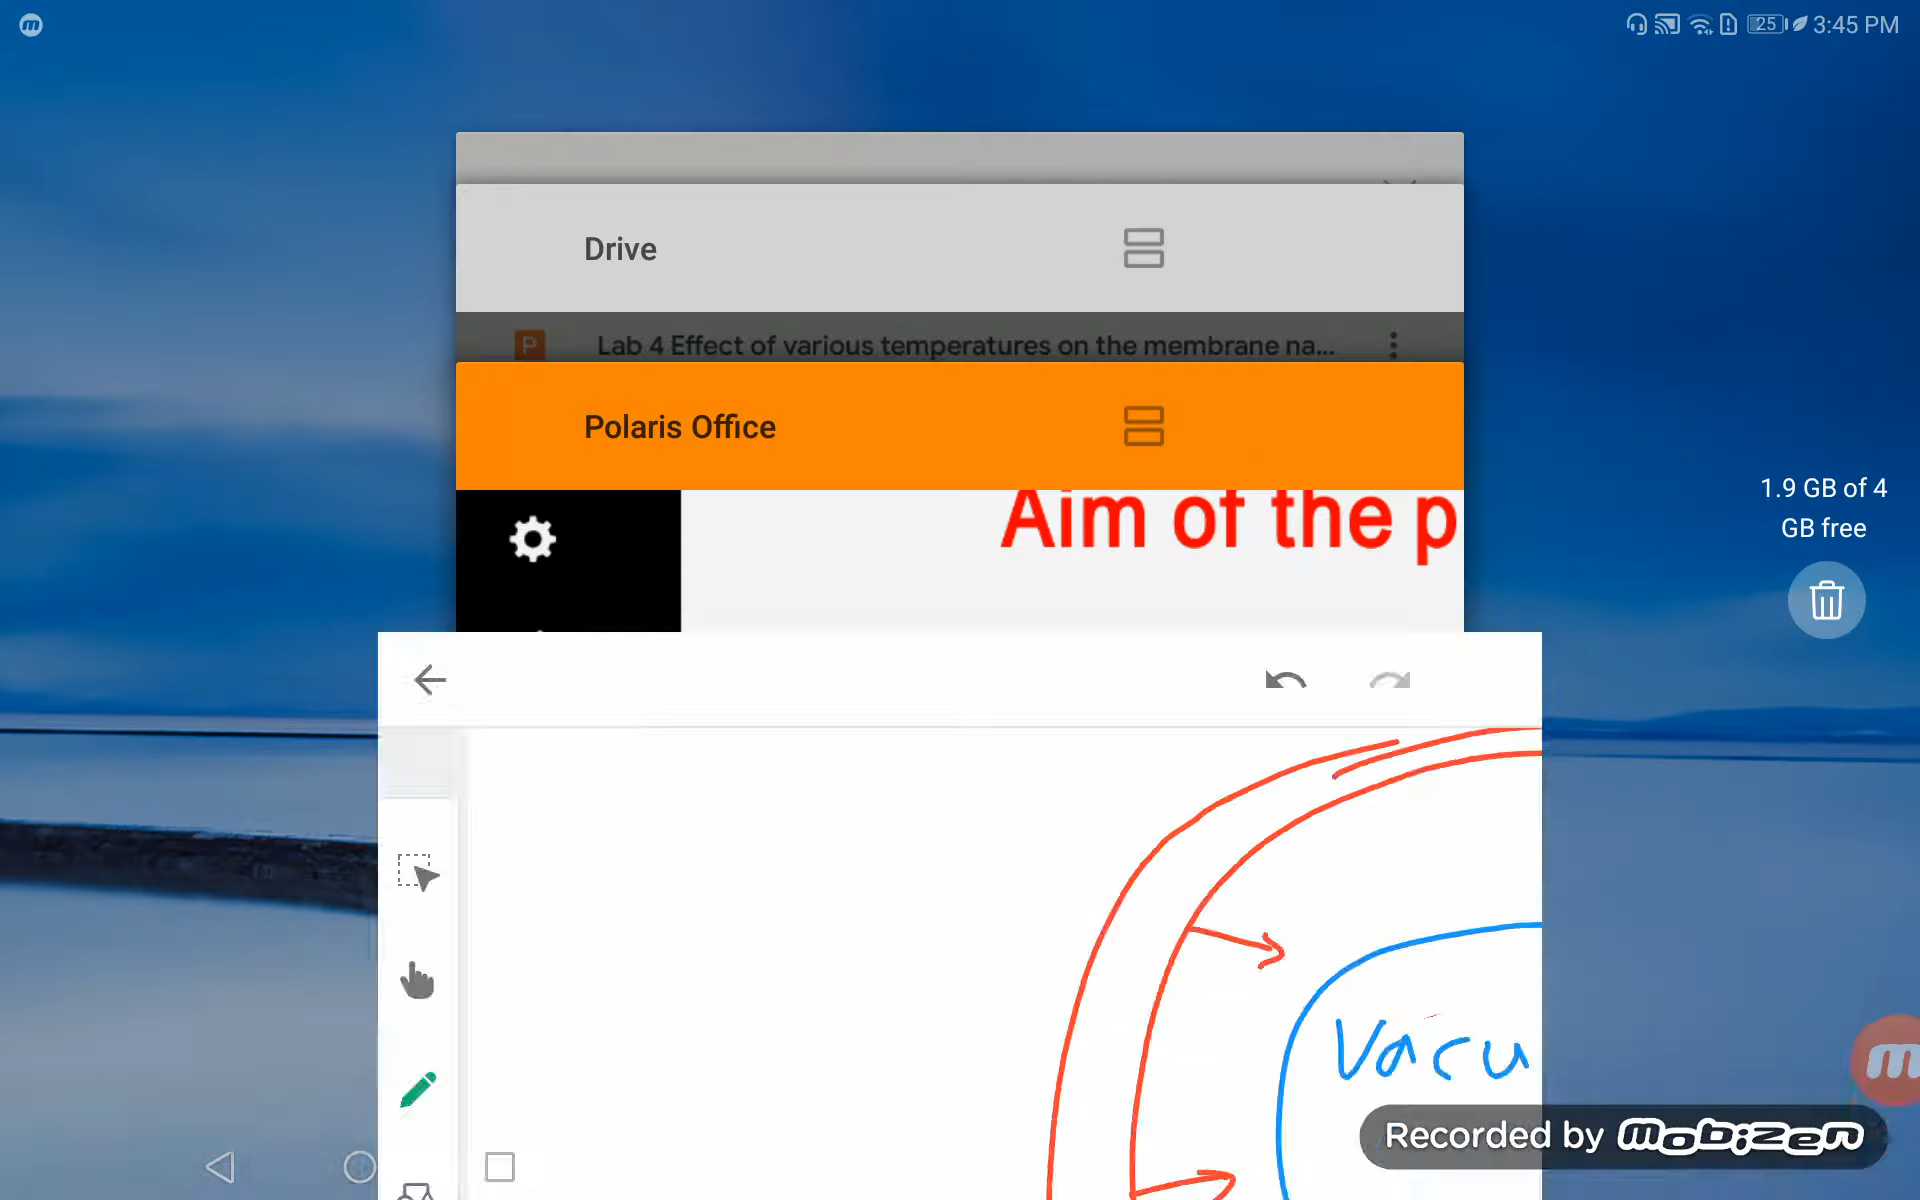 25 3:45 PM
Drive
P Lab 4 Effect of various temperatures on the membrane na...
Polaris Office
Aim of the p
1.9 GB of 4
GB free
Vacu
Recorded by mobizen